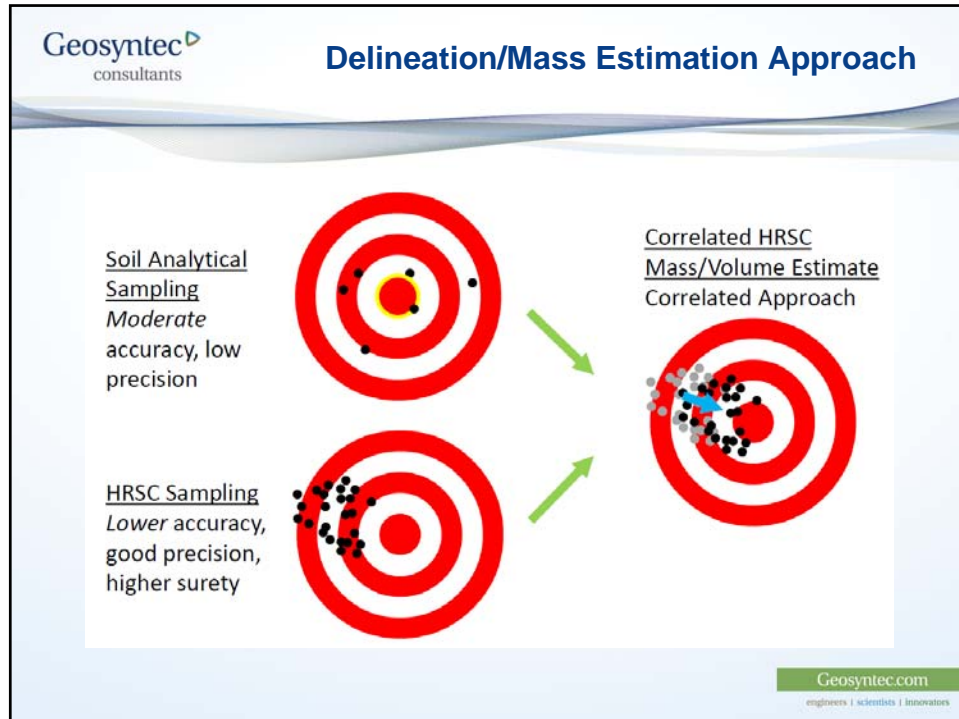 Geosyntec
consultants
Delineation/Mass Estimation Approach
Soil Analytical
Sampling
Moderate
accuracy, low
precision
HRSC Sampling
Lower accuracy,
good precision,
higher surety
Correlated HRSC
Mass/Volume Estimate
Correlated Approach
Geosyntec.com
engineers | scientists | innovators